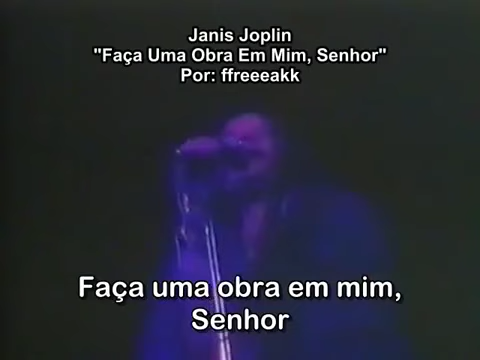 Janis Joplin
"Faça Uma Obra Em Mim, Senhor"
Por: ffreeeakk
Faça uma obra em mim,
Senhor